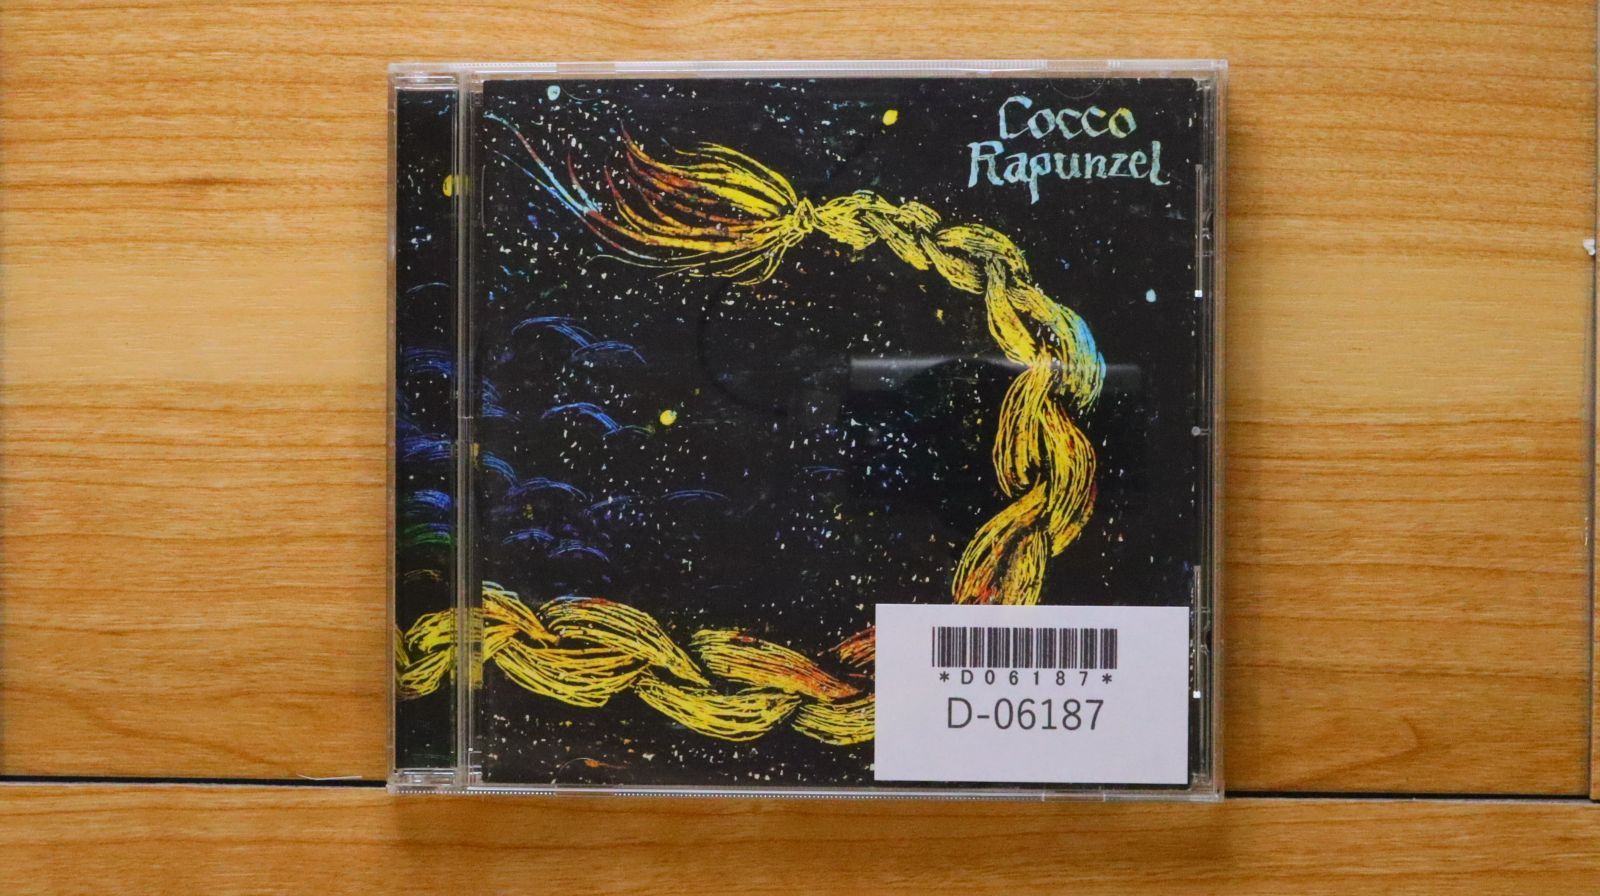 Cocco
Rapunzel
*D06187*
D-06187